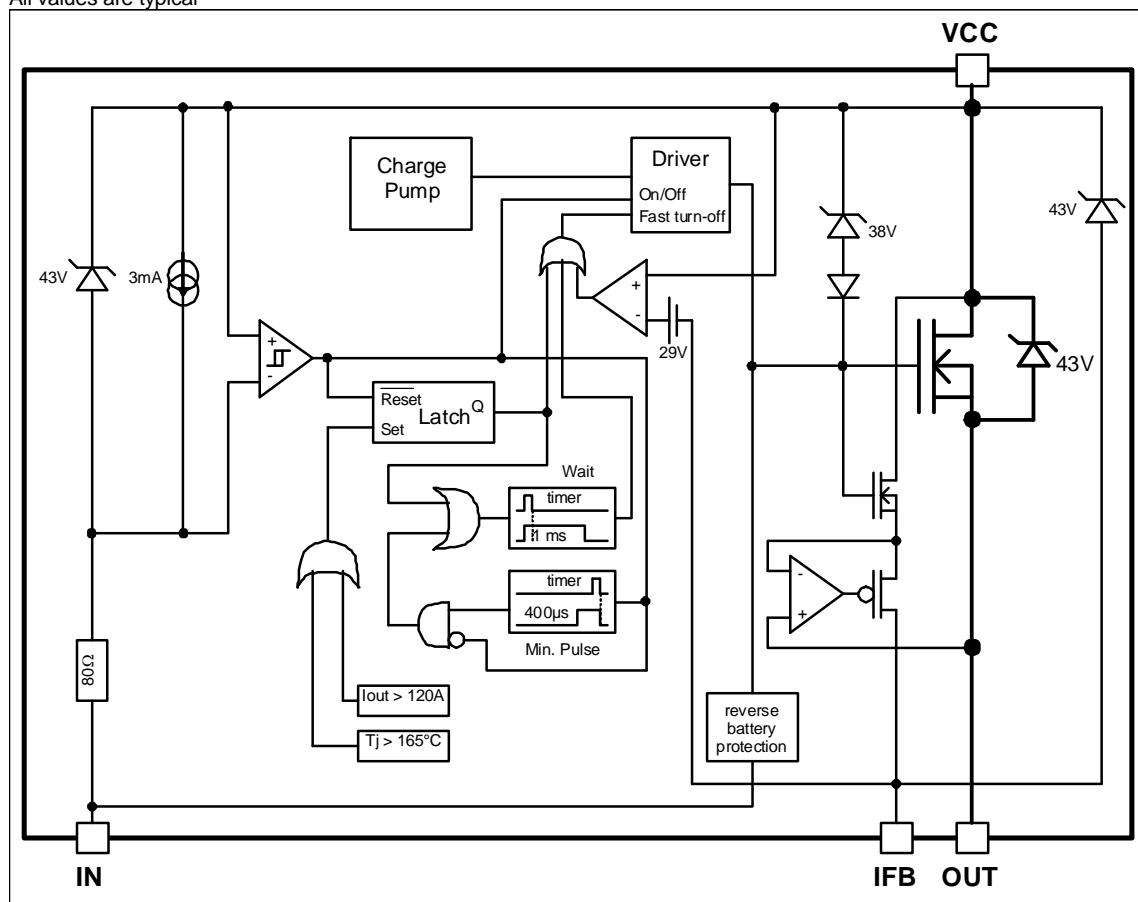 All values are typical
VCC
Charge
Pump
Driver
On/Off
Fast turn-off
43V
3mA
38V
43V
+
-
+
-
29V
43V
Reset
Set
Latch
Q
Wait
timer
1 ms
timer
400µs
Min. Pulse
-
+
80Ω
Iout > 120A
Tj > 165°C
reverse
battery
protection
IN
IFB
OUT